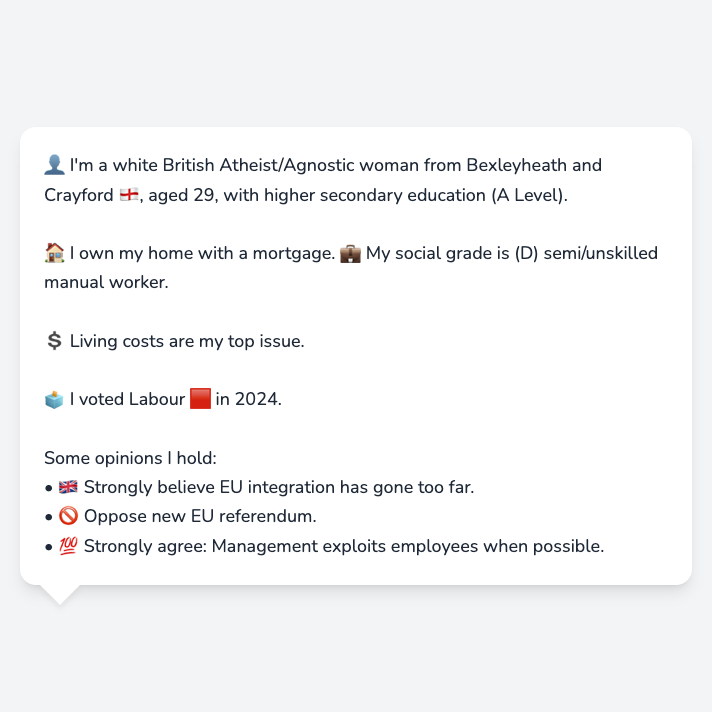 👤 I'm a white British Atheist/Agnostic woman from Bexleyheath and
Crayford 🏴󠁧󠁢󠁥󠁮󠁧󠁿, aged 29, with higher secondary education (A Level).
🏠 I own my home with a mortgage. 💼 My social grade is (D) semi/unskilled
manual worker.
💲 Living costs are my top issue.
🗳️ I voted Labour 🟥 in 2024.
Some opinions I hold:
• 🇬🇧 Strongly believe EU integration has gone too far.
• 🚫 Oppose new EU referendum.
• 💯 Strongly agree: Management exploits employees when possible.